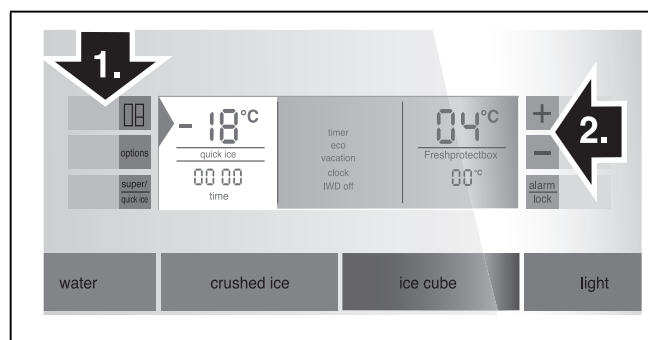 1.
- 18°C
quick ice
00 00
time
timer
eco
vacation
clock
IWD off
04°C
Freshprotectbox
00°C
options
super/
quick ice
+
2.
-
alarm
lock
water
crushed ice
ice cube
light